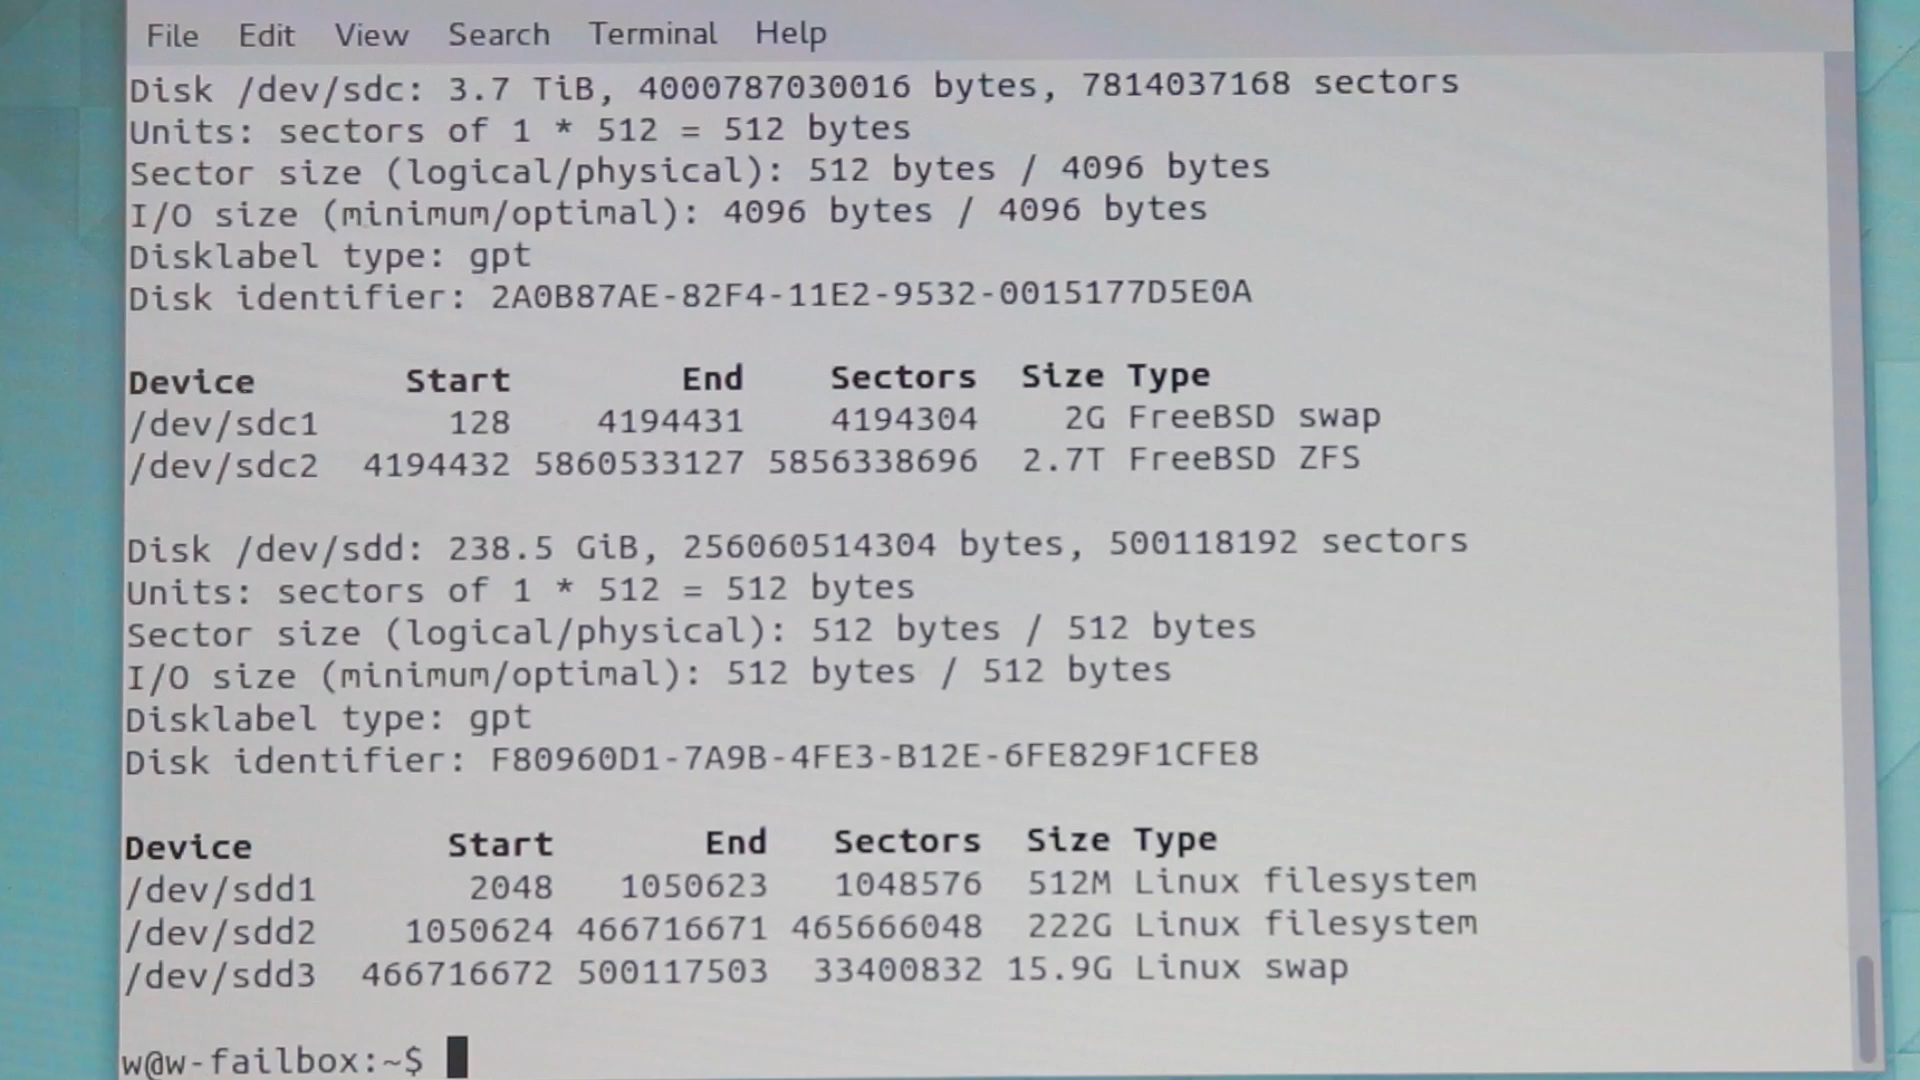 File Edit View Search Terminal Help
Disk /dev/sdc: 3.7 TiB, 4000787030016 bytes, 7814037168 sectors
Units: sectors of 1 * 512 = 512 bytes
Sector size (logical/physical): 512 bytes / 4096 bytes
I/O size (minimum/optimal): 4096 bytes / 4096 bytes
Disklabel type: gpt
Disk identifier: 2A0B87AE-82F4-11E2-9532-0015177D5E0A
Device Start End Sectors Size Type
/dev/sdc1 128 4194431 4194304 2G FreeBSD swap
/dev/sdc2 4194432 5860533127 5856338696 2.7T FreeBSD ZFS
Disk /dev/sdd: 238.5 GiB, 256060514304 bytes, 500118192 sectors
Units: sectors of 1 * 512 = 512 bytes
Sector size (logical/physical): 512 bytes / 512 bytes
I/O size (minimum/optimal): 512 bytes / 512 bytes
Disklabel type: gpt
Disk identifier: F80960D1-7A9B-4FE3-B12E-6FE829F1CFE8
Device Start End Sectors Size Type
/dev/sdd1 2048 1050623 1048576 512M Linux filesystem
/dev/sdd2 1050624 466716671 465666048 222G Linux filesystem
/dev/sdd3 466716672 500117503 33400832 15.9G Linux swap
w@w-failbox:~$